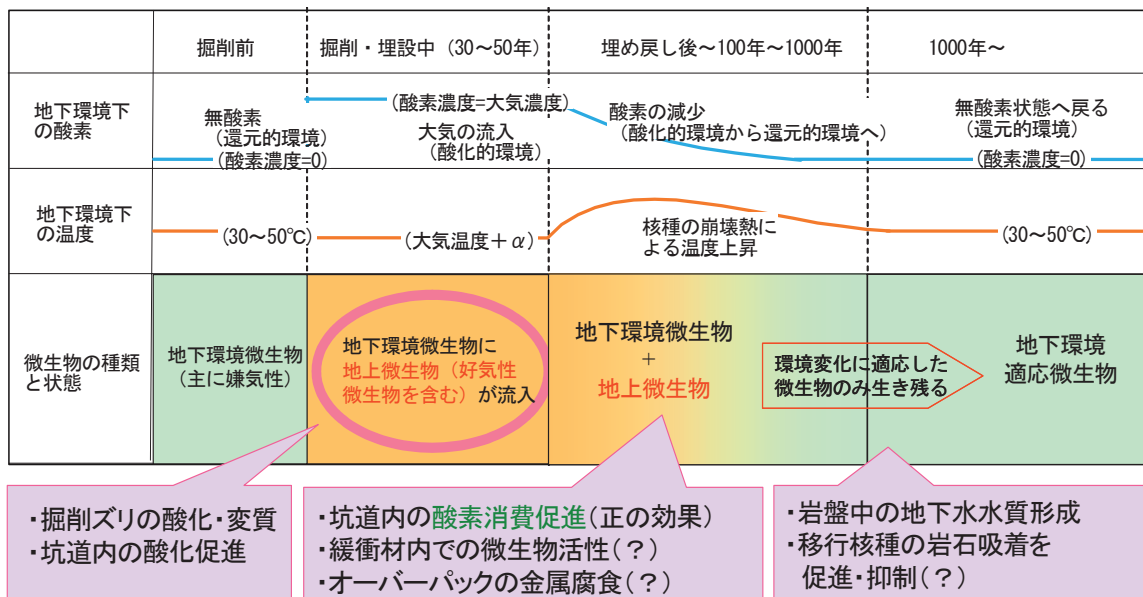 掘削前
掘削・埋設中（30～50年）
埋め戻し後～100年～1000年
1000年～
地下環境下
の酸素
無酸素
（還元的環境）
（酸素濃度=0）
（酸素濃度=大気濃度）
大気の流入
（酸化的環境）
酸素の減少
（酸化的環境から還元的環境へ）
無酸素状態へ戻る
（還元的環境）
（酸素濃度=0）
地下環境下
の温度
（30～50℃）
（大気温度＋α）
核種の崩壊熱に
よる温度上昇
（30～50℃）
微生物の種類
と状態
地下環境微生物
（主に嫌気性）
地下環境微生物に
地上微生物（好気性
微生物を含む）が流入
地下環境微生物
+
地上微生物
環境変化に適応した
微生物のみ生き残る
地下環境
適応微生物
・掘削ズリの酸化・変質
・坑道内の酸化促進
・坑道内の酸素消費促進（正の効果）
・緩衝材内での微生物活性（？）
・オーバーパックの金属腐食（？）
・岩盤中の地下水水質形成
・移行核種の岩石吸着を
促進・抑制（？）